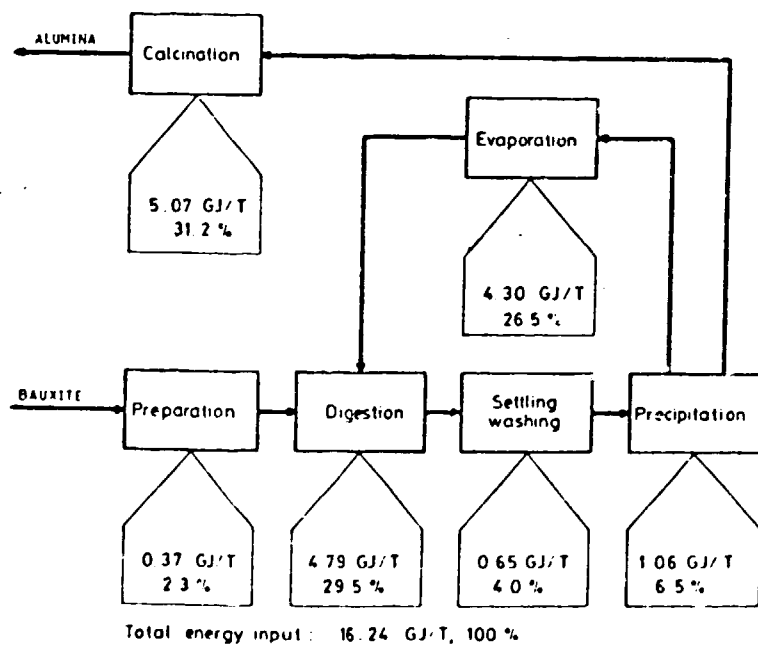 ALUMINA
Calcination
Evaporation
5.07 GJ/T
31.2 %
4.30 GJ/T
26.5 %
BAUXITE
Preparation
Digestion
Settling
washing
Precipitation
0.37 GJ/T
2.3 %
4.79 GJ/T
29.5 %
0.65 GJ/T
4.0 %
1.06 GJ/T
6.5 %
Total energy input : 16.24 GJ/T, 100 %